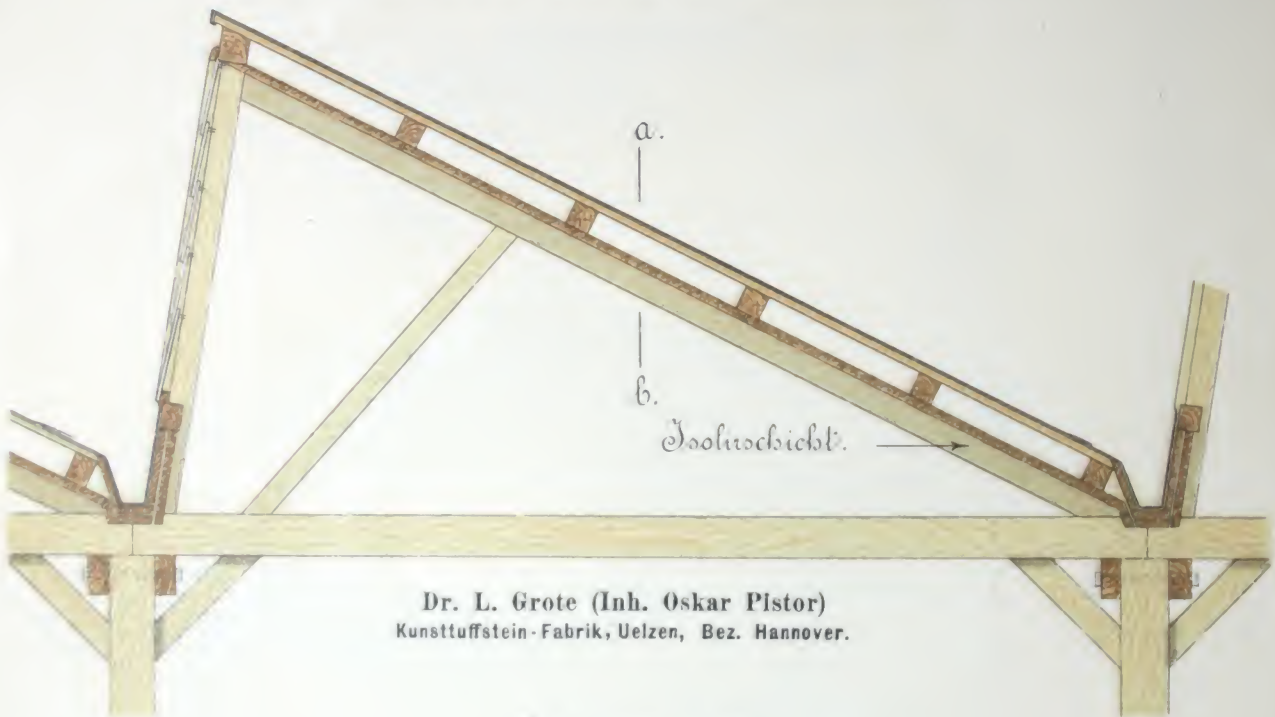 a.
b.
Isolirschicht.
Dr. L. Grote (Inh. Oskar Pistor)
Kunsttuffstein-Fabrik, Uelzen, Bez. Hannover.